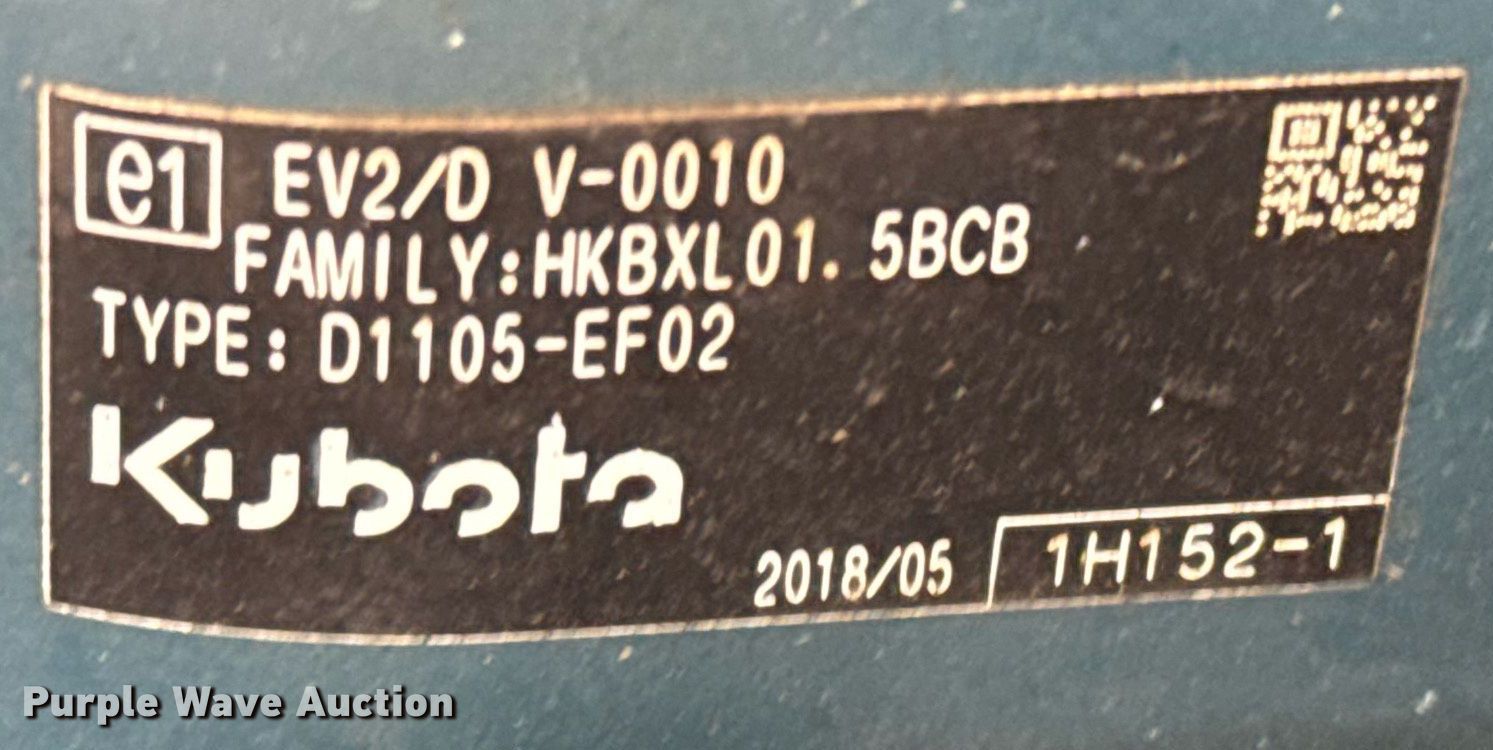 e1 EV2/D V-0010
FAMILY:HKBXL01.5BCB
TYPE: D1105-EF02
Kubota
2018/05 1H152-1
Purple Wave Auction